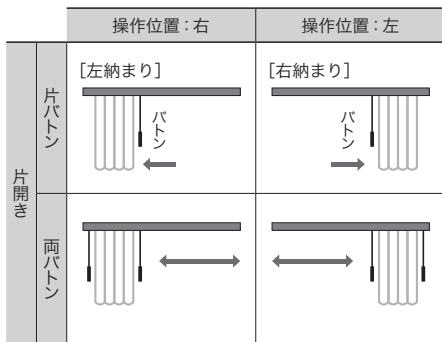 操作位置：右
操作位置：左
片開き
片バトン
[左納まり]
バトン
[右納まり]
バトン
両バトン